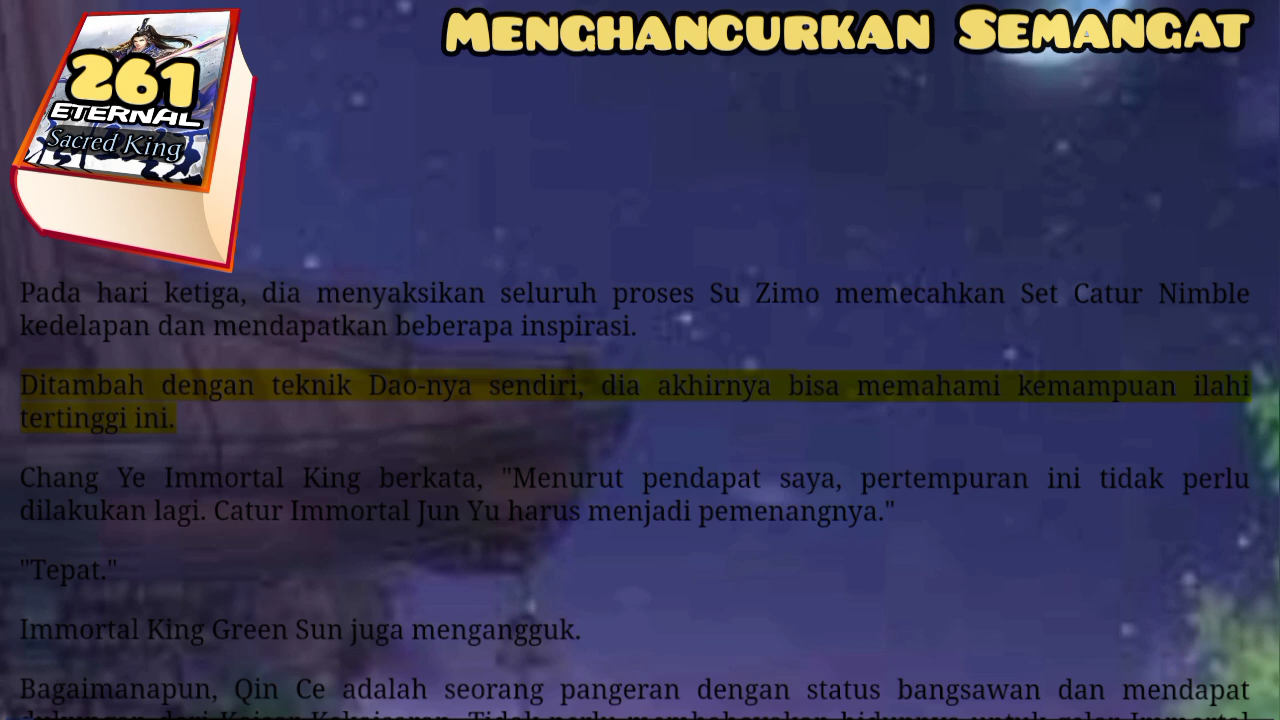 Menghancurkan Semangat
261
ETERNAL
Sacred King
Pada hari ketiga, dia menyaksikan seluruh proses Su Zimo memecahkan Set Catur Nimble
kedelapan dan mendapatkan beberapa inspirasi.
Ditambah dengan teknik Dao-nya sendiri, dia akhirnya bisa memahami kemampuan ilahi
tertinggi ini.
Chang Ye Immortal King berkata, "Menurut pendapat saya, pertempuran ini tidak perlu
dilakukan lagi. Catur Immortal Jun Yu harus menjadi pemenangnya."
"Tepat."
Immortal King Green Sun juga mengangguk.
Bagaimanapun, Qin Ce adalah seorang pangeran dengan status bangsawan dan mendapat